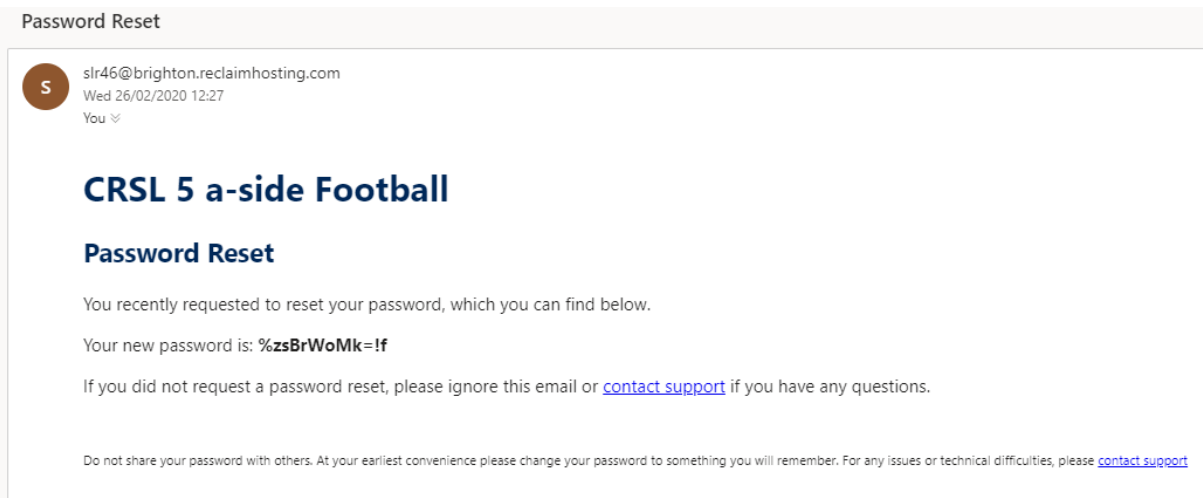 Password Reset
S
slr46@brighton.reclaimhosting.com
Wed 26/02/2020 12:27
You
CRSL 5 a-side Football
Password Reset
You recently requested to reset your password, which you can find below.
Your new password is: %zsBrWoMk=!f
If you did not request a password reset, please ignore this email or contact support if you have any questions.
Do not share your password with others. At your earliest convenience please change your password to something you will remember. For any issues or technical difficulties, please contact support